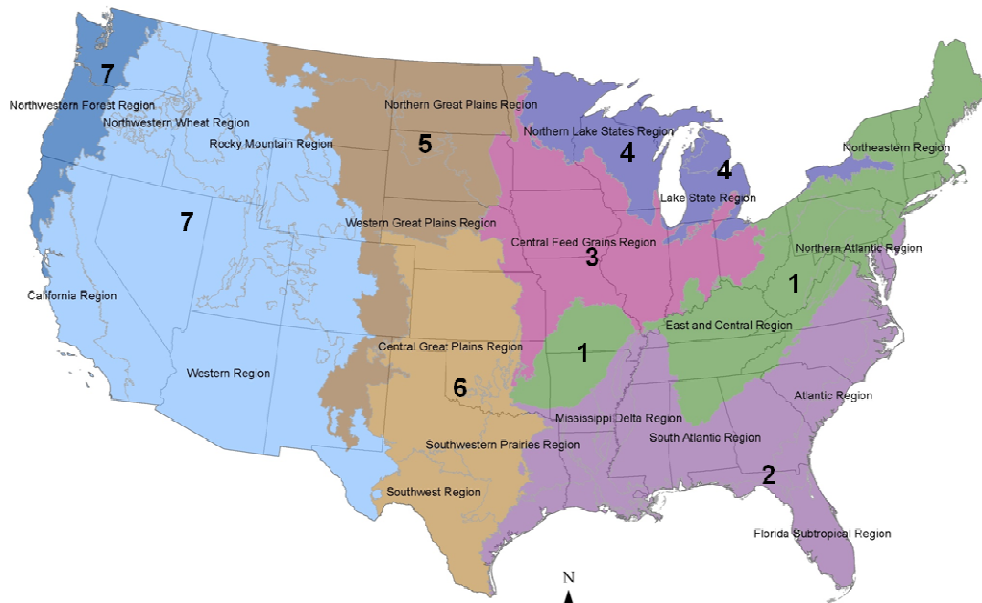 7
Northwestern Forest Region
Northern Great Plains Region
Northwestern Wheat Region
Northern Lake States Region
Rocky Mountain Region
5
4
Northeastern Region
4
Lake State Region
7
Western Great Plains Region
Central Feed Grains Region
3
Northern Atlantic Region
1
California Region
East and Central Region
Central Great Plains Region
1
Western Region
6
Atlantic Region
Mississippi Delta Region
South Atlantic Region
Southwestern Prairies Region
2
Southwest Region
Florida Subtropical Region
N